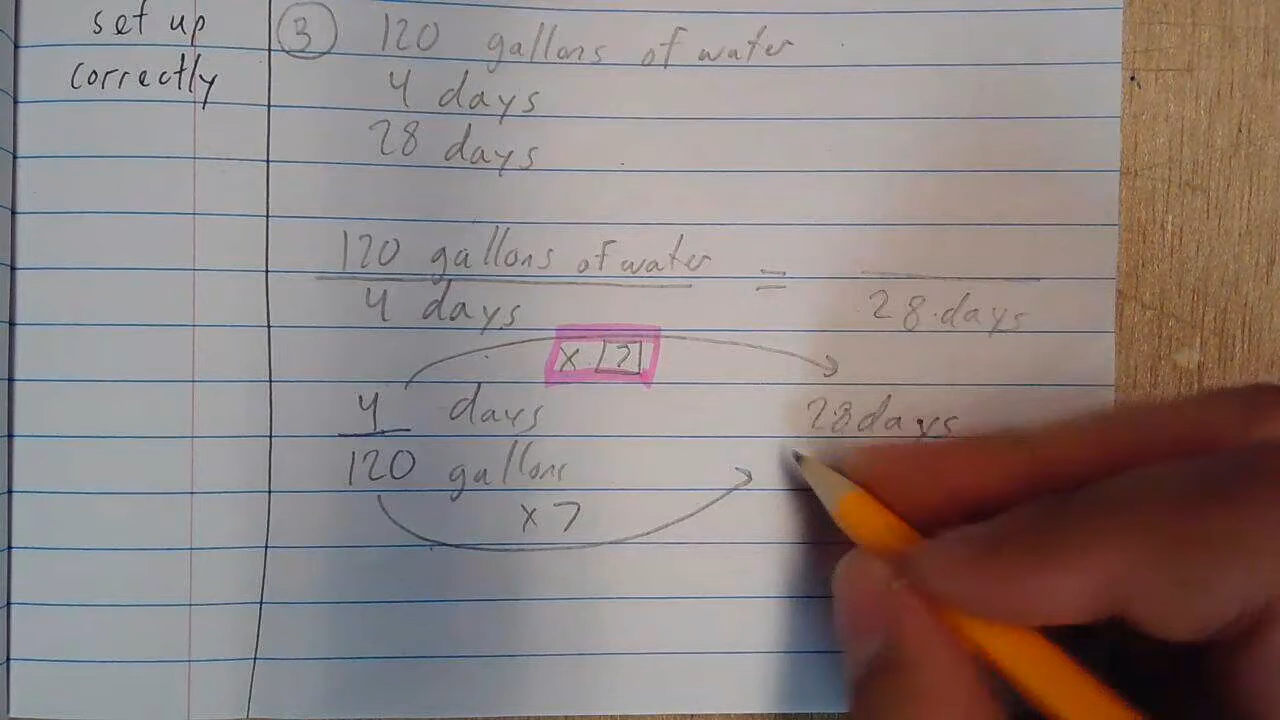 set up
correctly
3 120 gallons of water
4 days
28 days
120 gallons of water
4 days
=
28 days
x 7
4 days
28 days
120 gallons
x 7